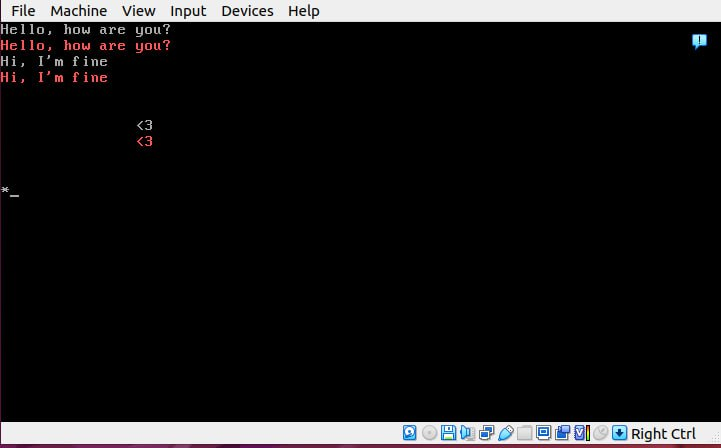 File Machine View Input Devices Help
Hello, how are you?
Hello, how are you?
Hi, I'm fine
Hi, I'm fine
<3
<3
*_
Right Ctrl